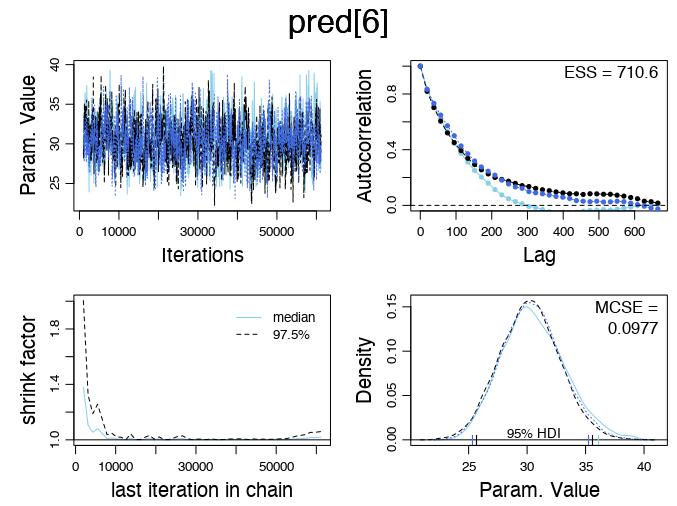 pred[6]
Param. Value
40
35
30
25
0
10000
30000
50000
Iterations
Autocorrelation
0.8
0.4
0.0
ESS = 710.6
0
100
200
300
400
500
600
Lag
shrink factor
1.8
1.4
1.0
median
97.5%
0
10000
30000
50000
last iteration in chain
Density
0.15
0.10
0.05
0.00
MCSE =
0.0977
95% HDI
25
30
35
40
Param. Value